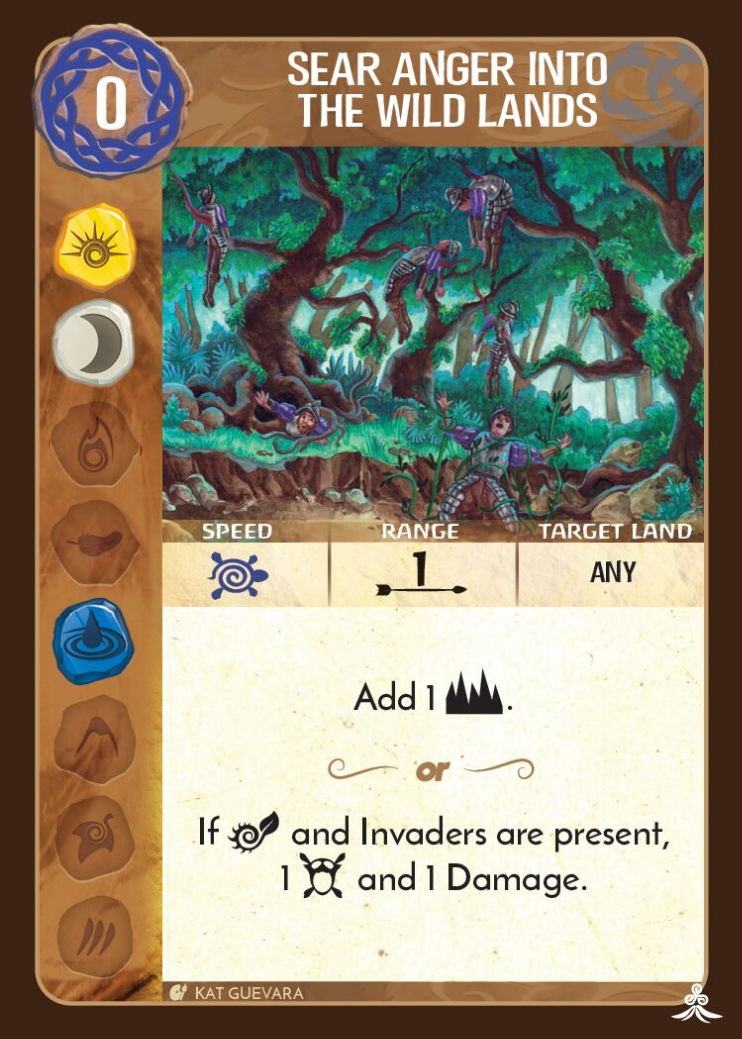 0
SEAR ANGER INTO
THE WILD LANDS
SPEED RANGE TARGET LAND
1 ANY
Add 1 .
or
If and Invaders are present,
1 and 1 Damage.
KAT GUEVARA